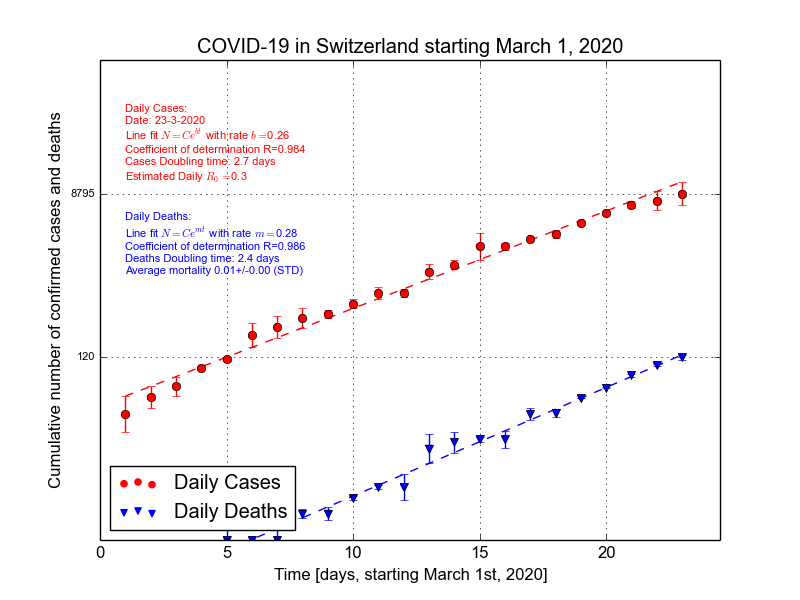 COVID-19 in Switzerland starting March 1, 2020
Daily Cases:
Date: 23-3-2020
Line fit N = Ce^{bt} with rate b =0.26
Coefficient of determination R=0.984
Cases Doubling time: 2.7 days
Estimated Daily R_0 =0.3
8795
Daily Deaths:
Line fit N = Ce^{mt} with rate m =0.28
Coefficient of determination R=0.986
Deaths Doubling time: 2.4 days
Average mortality 0.01+/-0.00 (STD)
120
Cumulative number of confirmed cases and deaths
Daily Cases
Daily Deaths
0 5 10 15 20
Time [days, starting March 1st, 2020]